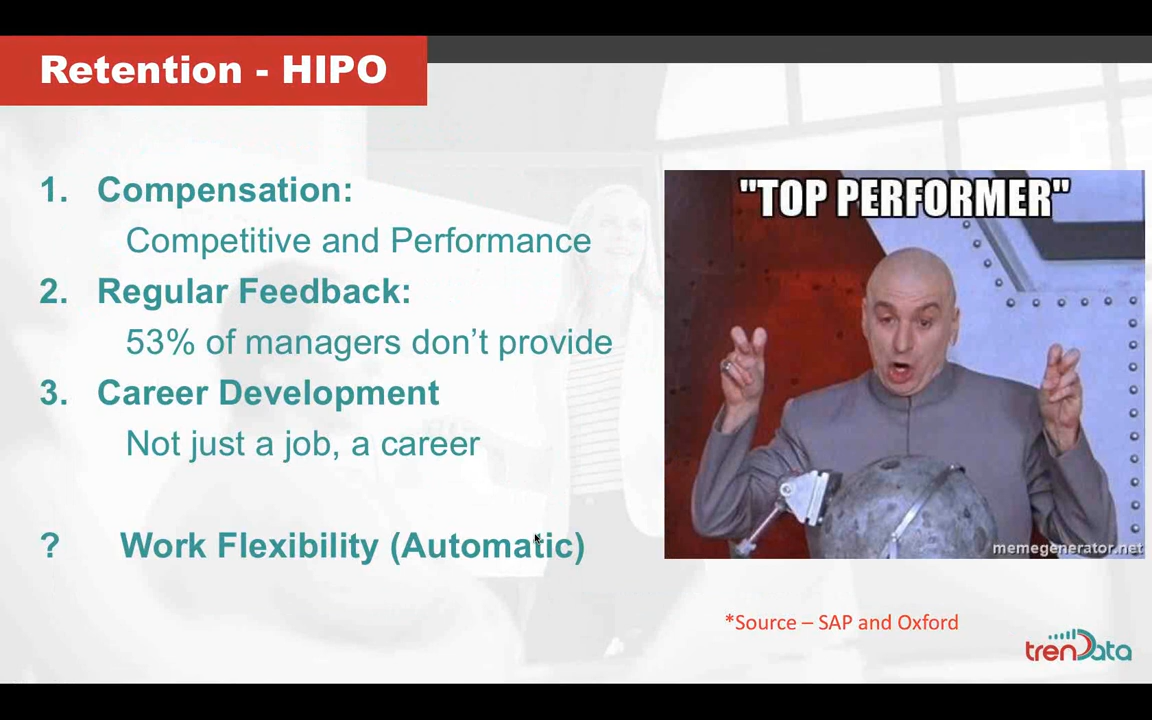 Retention - HIPO
1. Compensation:
Competitive and Performance
2. Regular Feedback:
53% of managers don’t provide
3. Career Development
Not just a job, a career
? Work Flexibility (Automatic)
"TOP PERFORMER"
memegenerator.net
*Source – SAP and Oxford
trenData